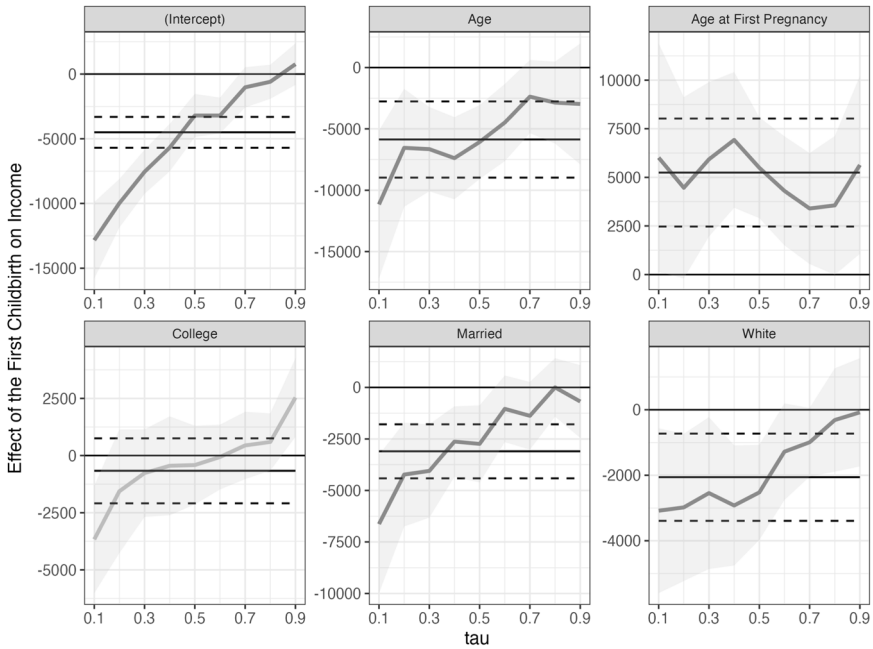 (Intercept)
Age
Age at First Pregnancy
0
-5000
-10000
-15000
0.1 0.3 0.5 0.7 0.9
0
-5000
-10000
-15000
0.1 0.3 0.5 0.7 0.9
10000
7500
5000
2500
0
0.1 0.3 0.5 0.7 0.9
Effect of the First Childbirth on Income
College
Married
White
2500
0
-2500
-5000
0.1 0.3 0.5 0.7 0.9
0
-2500
-5000
-7500
-10000
0.1 0.3 0.5 0.7 0.9
0
-2000
-4000
0.1 0.3 0.5 0.7 0.9
tau